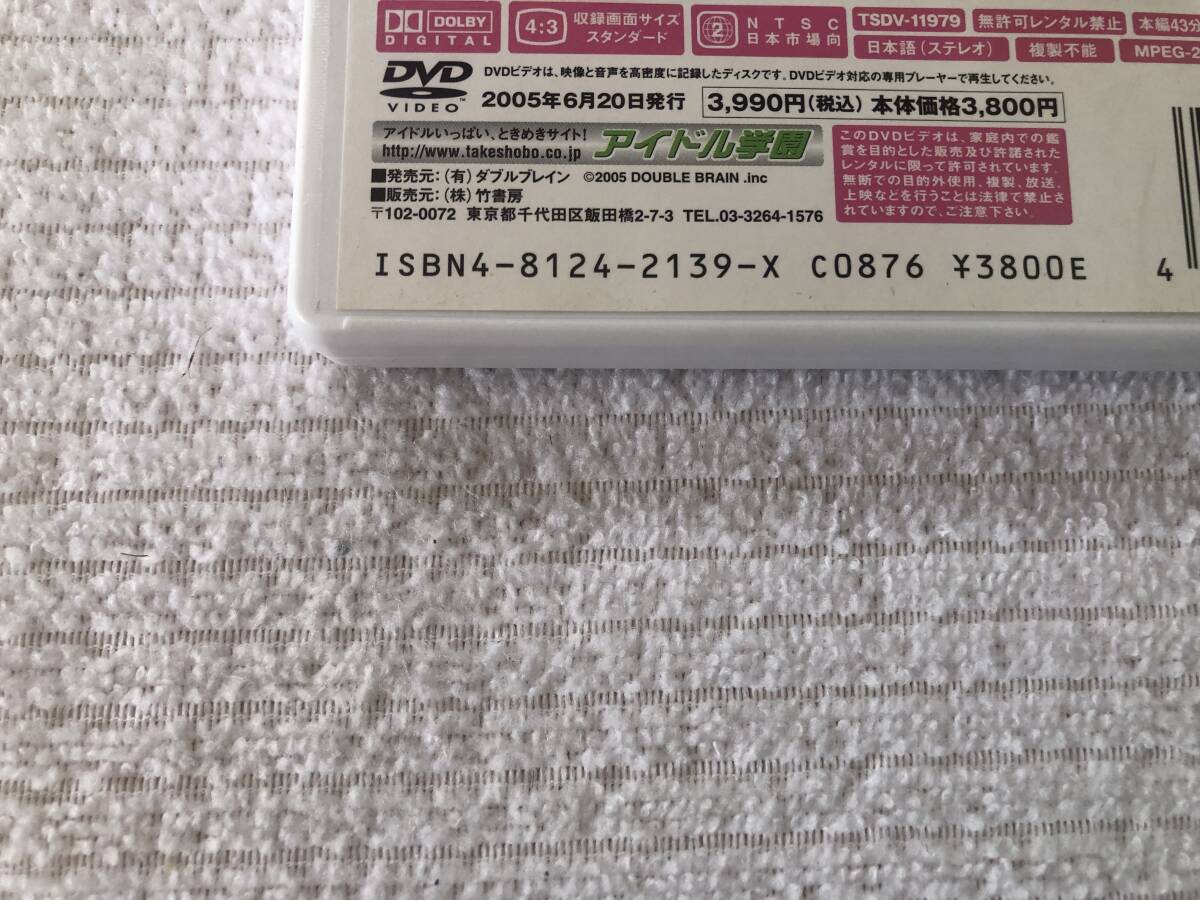 DOLBY DIGITAL
4:3 収録画面サイズ スタンダード
2 NTSC 日本市場向
TSDV-11979 無許可レンタル禁止 本編43分
日本語(ステレオ) 複製不能 MPEG-2
DVD VIDEO™
DVDビデオは、映像と音声を高密度に記録したディスクです。DVDビデオ対応の専用プレーヤーで再生してください。
2005年6月20日発行 3,990円(税込) 本体価格3,800円
アイドルいっぱい、ときめきサイト!
http://www.takeshobo.co.jp アイドル学園
■発売元:(有)ダブルブレイン ©2005 DOUBLE BRAIN .inc
■販売元:(株)竹書房
〒102-0072 東京都千代田区飯田橋2-7-3 TEL.03-3264-1576
このDVDビデオは、家庭内での鑑
賞を目的とした販売及び許諾された
レンタルに限って許可されています。
無断での目的外使用、複製、放送、
上映などを行うことは法律で禁止さ
れていますので、ご注意下さい。
ISBN4-8124-2139-X C0876 ¥3800E
4